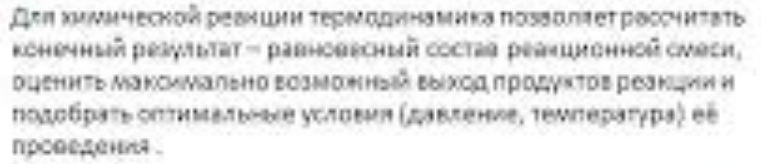 Для химической реакции термодинамика позволяет рассчитать
конечный результат – равновесный состав реакционной смеси,
оценить максимально возможный выход продуктов реакции и
подобрать оптимальные условия (давление, температура) её
проведения .